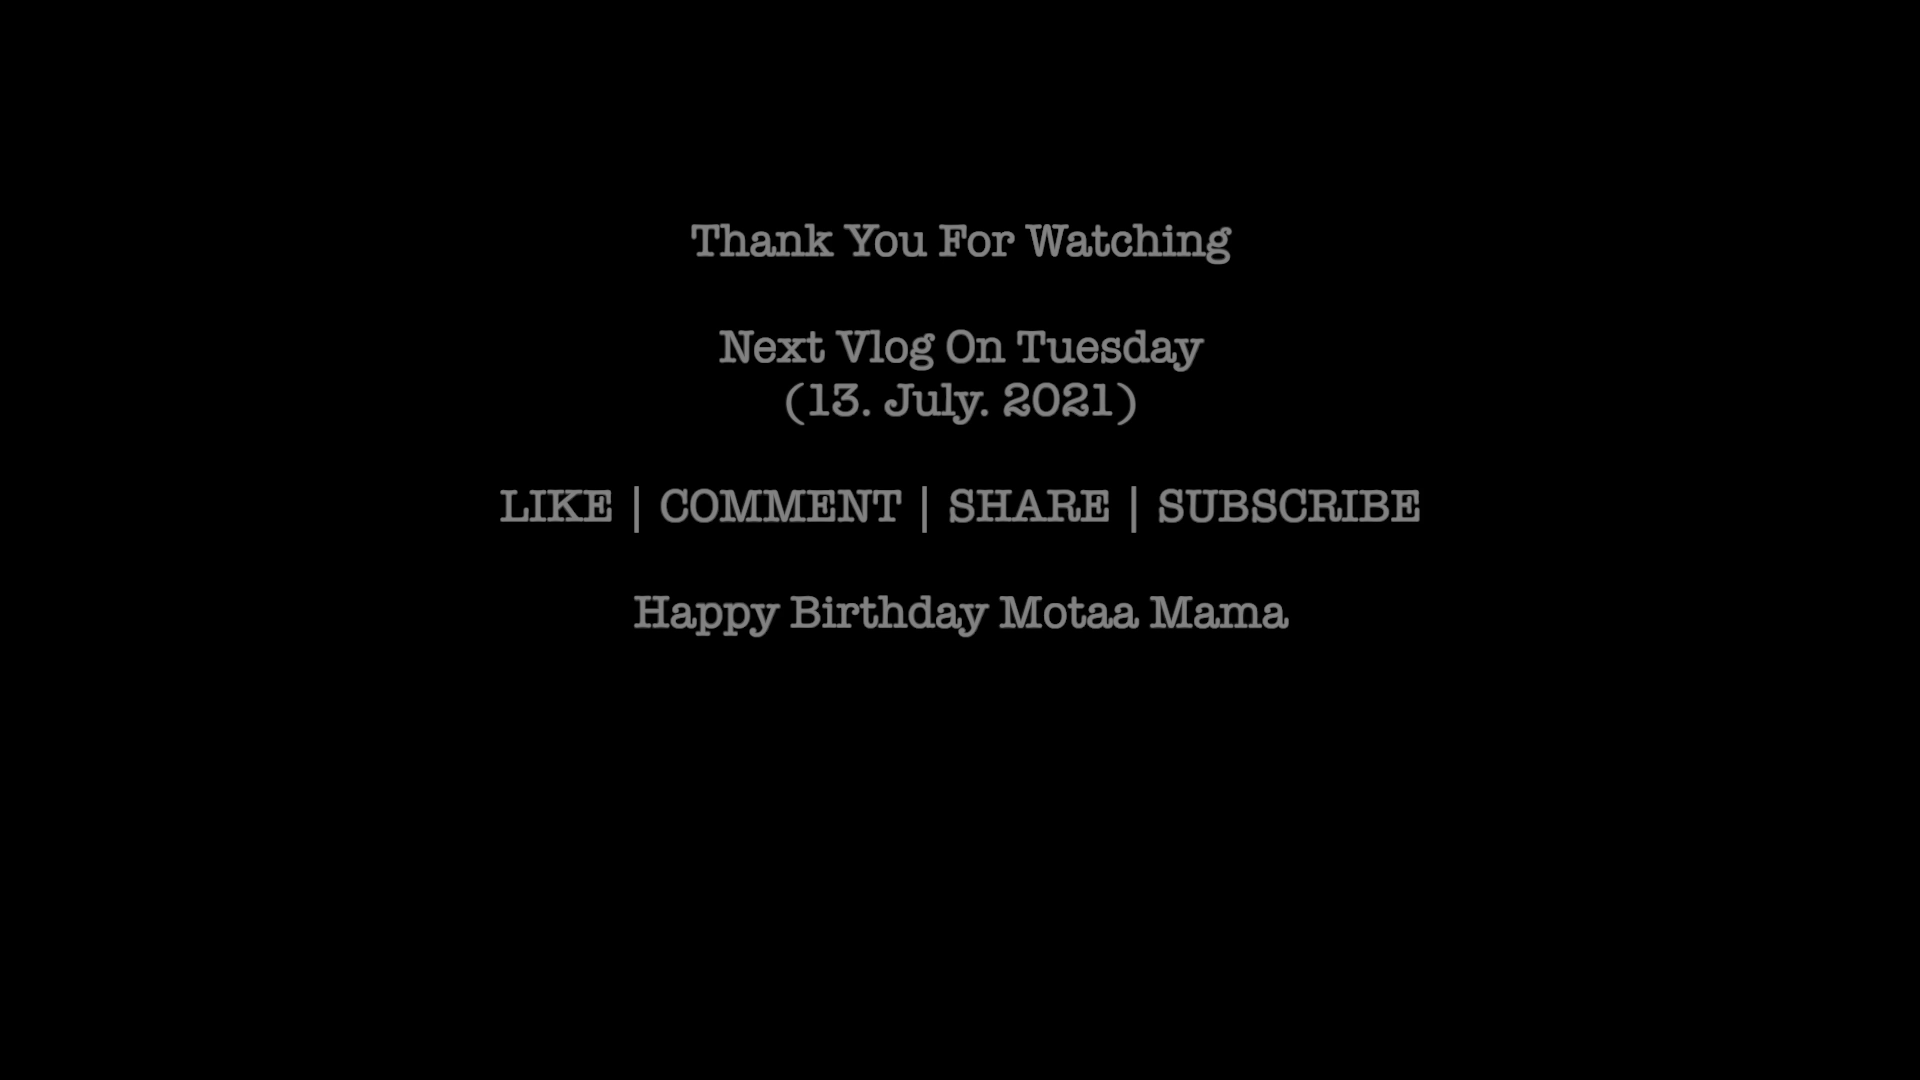 Thank You For Watching
Next Vlog On Tuesday
(13. July. 2021)
LIKE | COMMENT | SHARE | SUBSCRIBE
Happy Birthday Motaa Mama